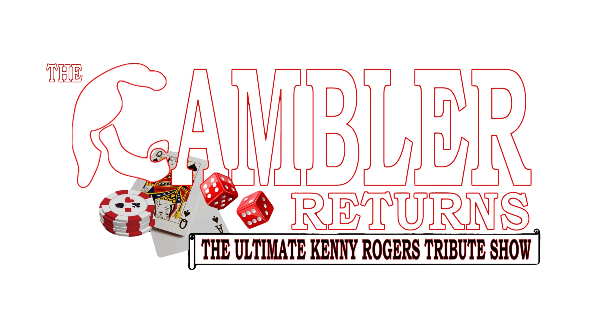 THE
GAMBLER
RETURNS
THE ULTIMATE KENNY ROGERS TRIBUTE SHOW